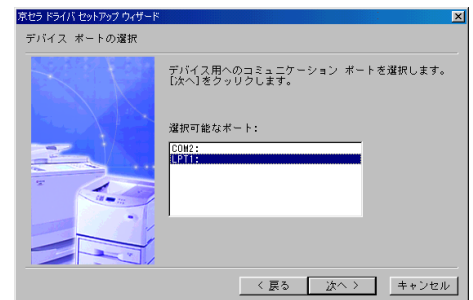 京セラ ドライバ セットアップ ウィザード
デバイス ポートの選択
デバイス用へのコミュニケーション ポートを選択します。
[次へ]をクックリします。
選択可能なポート:
COM2:
LPT1:
< 戻る
次へ >
キャンセル